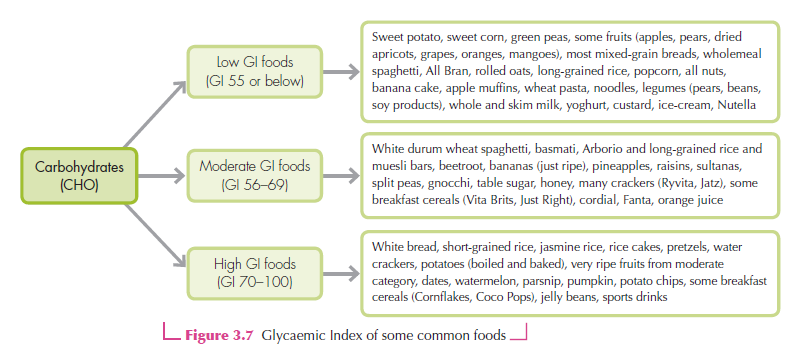 Carbohydrates
(CHO)
Low GI foods
(GI 55 or below)
Sweet potato, sweet corn, green peas, some fruits (apples, pears, dried
apricots, grapes, oranges, mangoes), most mixed-grain breads, wholemeal
spaghetti, All Bran, rolled oats, long-grained rice, popcorn, all nuts,
banana cake, apple muffins, wheat pasta, noodles, legumes (pears, beans,
soy products), whole and skim milk, yoghurt, custard, ice-cream, Nutella
Moderate GI foods
(GI 56–69)
White durum wheat spaghetti, basmati, Arborio and long-grained rice and
muesli bars, beetroot, bananas (just ripe), pineapples, raisins, sultanas,
split peas, gnocchi, table sugar, honey, many crackers (Ryvita, Jatz), some
breakfast cereals (Vita Brits, Just Right), cordial, Fanta, orange juice
High GI foods
(GI 70–100)
White bread, short-grained rice, jasmine rice, rice cakes, pretzels, water
crackers, potatoes (boiled and baked), very ripe fruits from moderate
category, dates, watermelon, parsnip, pumpkin, potato chips, some breakfast
cereals (Cornflakes, Coco Pops), jelly beans, sports drinks
Figure 3.7 Glycaemic Index of some common foods